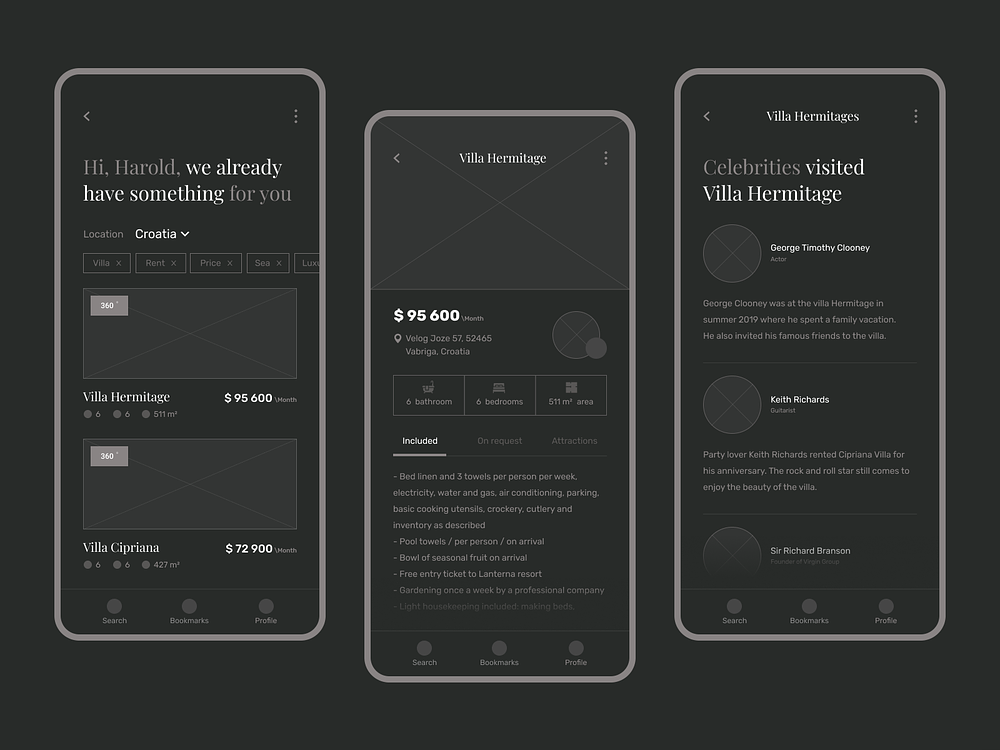 Hi, Harold, we already
have something for you
Location Croatia
Villa X Rent X Price X Sea X Luxu
360 °
Villa Hermitage $ 95 600 \Month
6 6 511 m²
360 °
Villa Cipriana $ 72 900 \Month
6 6 427 m²
Search Bookmarks Profile
Villa Hermitage
$ 95 600 \Month
Velog Joze 57, 52465
Vabriga, Croatia
6 bathroom 6 bedrooms 511 m² area
Included On request Attractions
- Bed linen and 3 towels per person per week,
electricity, water and gas, air conditioning, parking,
basic cooking utensils, crockery, cutlery and
inventory as described
- Pool towels / per person / on arrival
- Bowl of seasonal fruit on arrival
- Free entry ticket to Lanterna resort
- Gardening once a week by a professional company
- Light housekeeping included: making beds,
Search Bookmarks Profile
Villa Hermitages
Celebrities visited
Villa Hermitage
George Timothy Clooney
Actor
George Clooney was at the villa Hermitage in
summer 2019 where he spent a family vacation.
He also invited his famous friends to the villa.
Keith Richards
Guitarist
Party lover Keith Richards rented Cipriana Villa for
his anniversary. The rock and roll star still comes to
enjoy the beauty of the villa.
Sir Richard Branson
Founder of Virgin Group
Search Bookmarks Profile